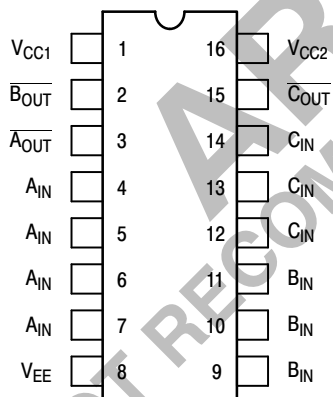 VCC1 1 16 VCC2
BOUT 2 15 COUT
AOUT 3 14 CIN
AIN 4 13 CIN
AIN 5 12 CIN
AIN 6 11 BIN
AIN 7 10 BIN
VEE 8 9 BIN